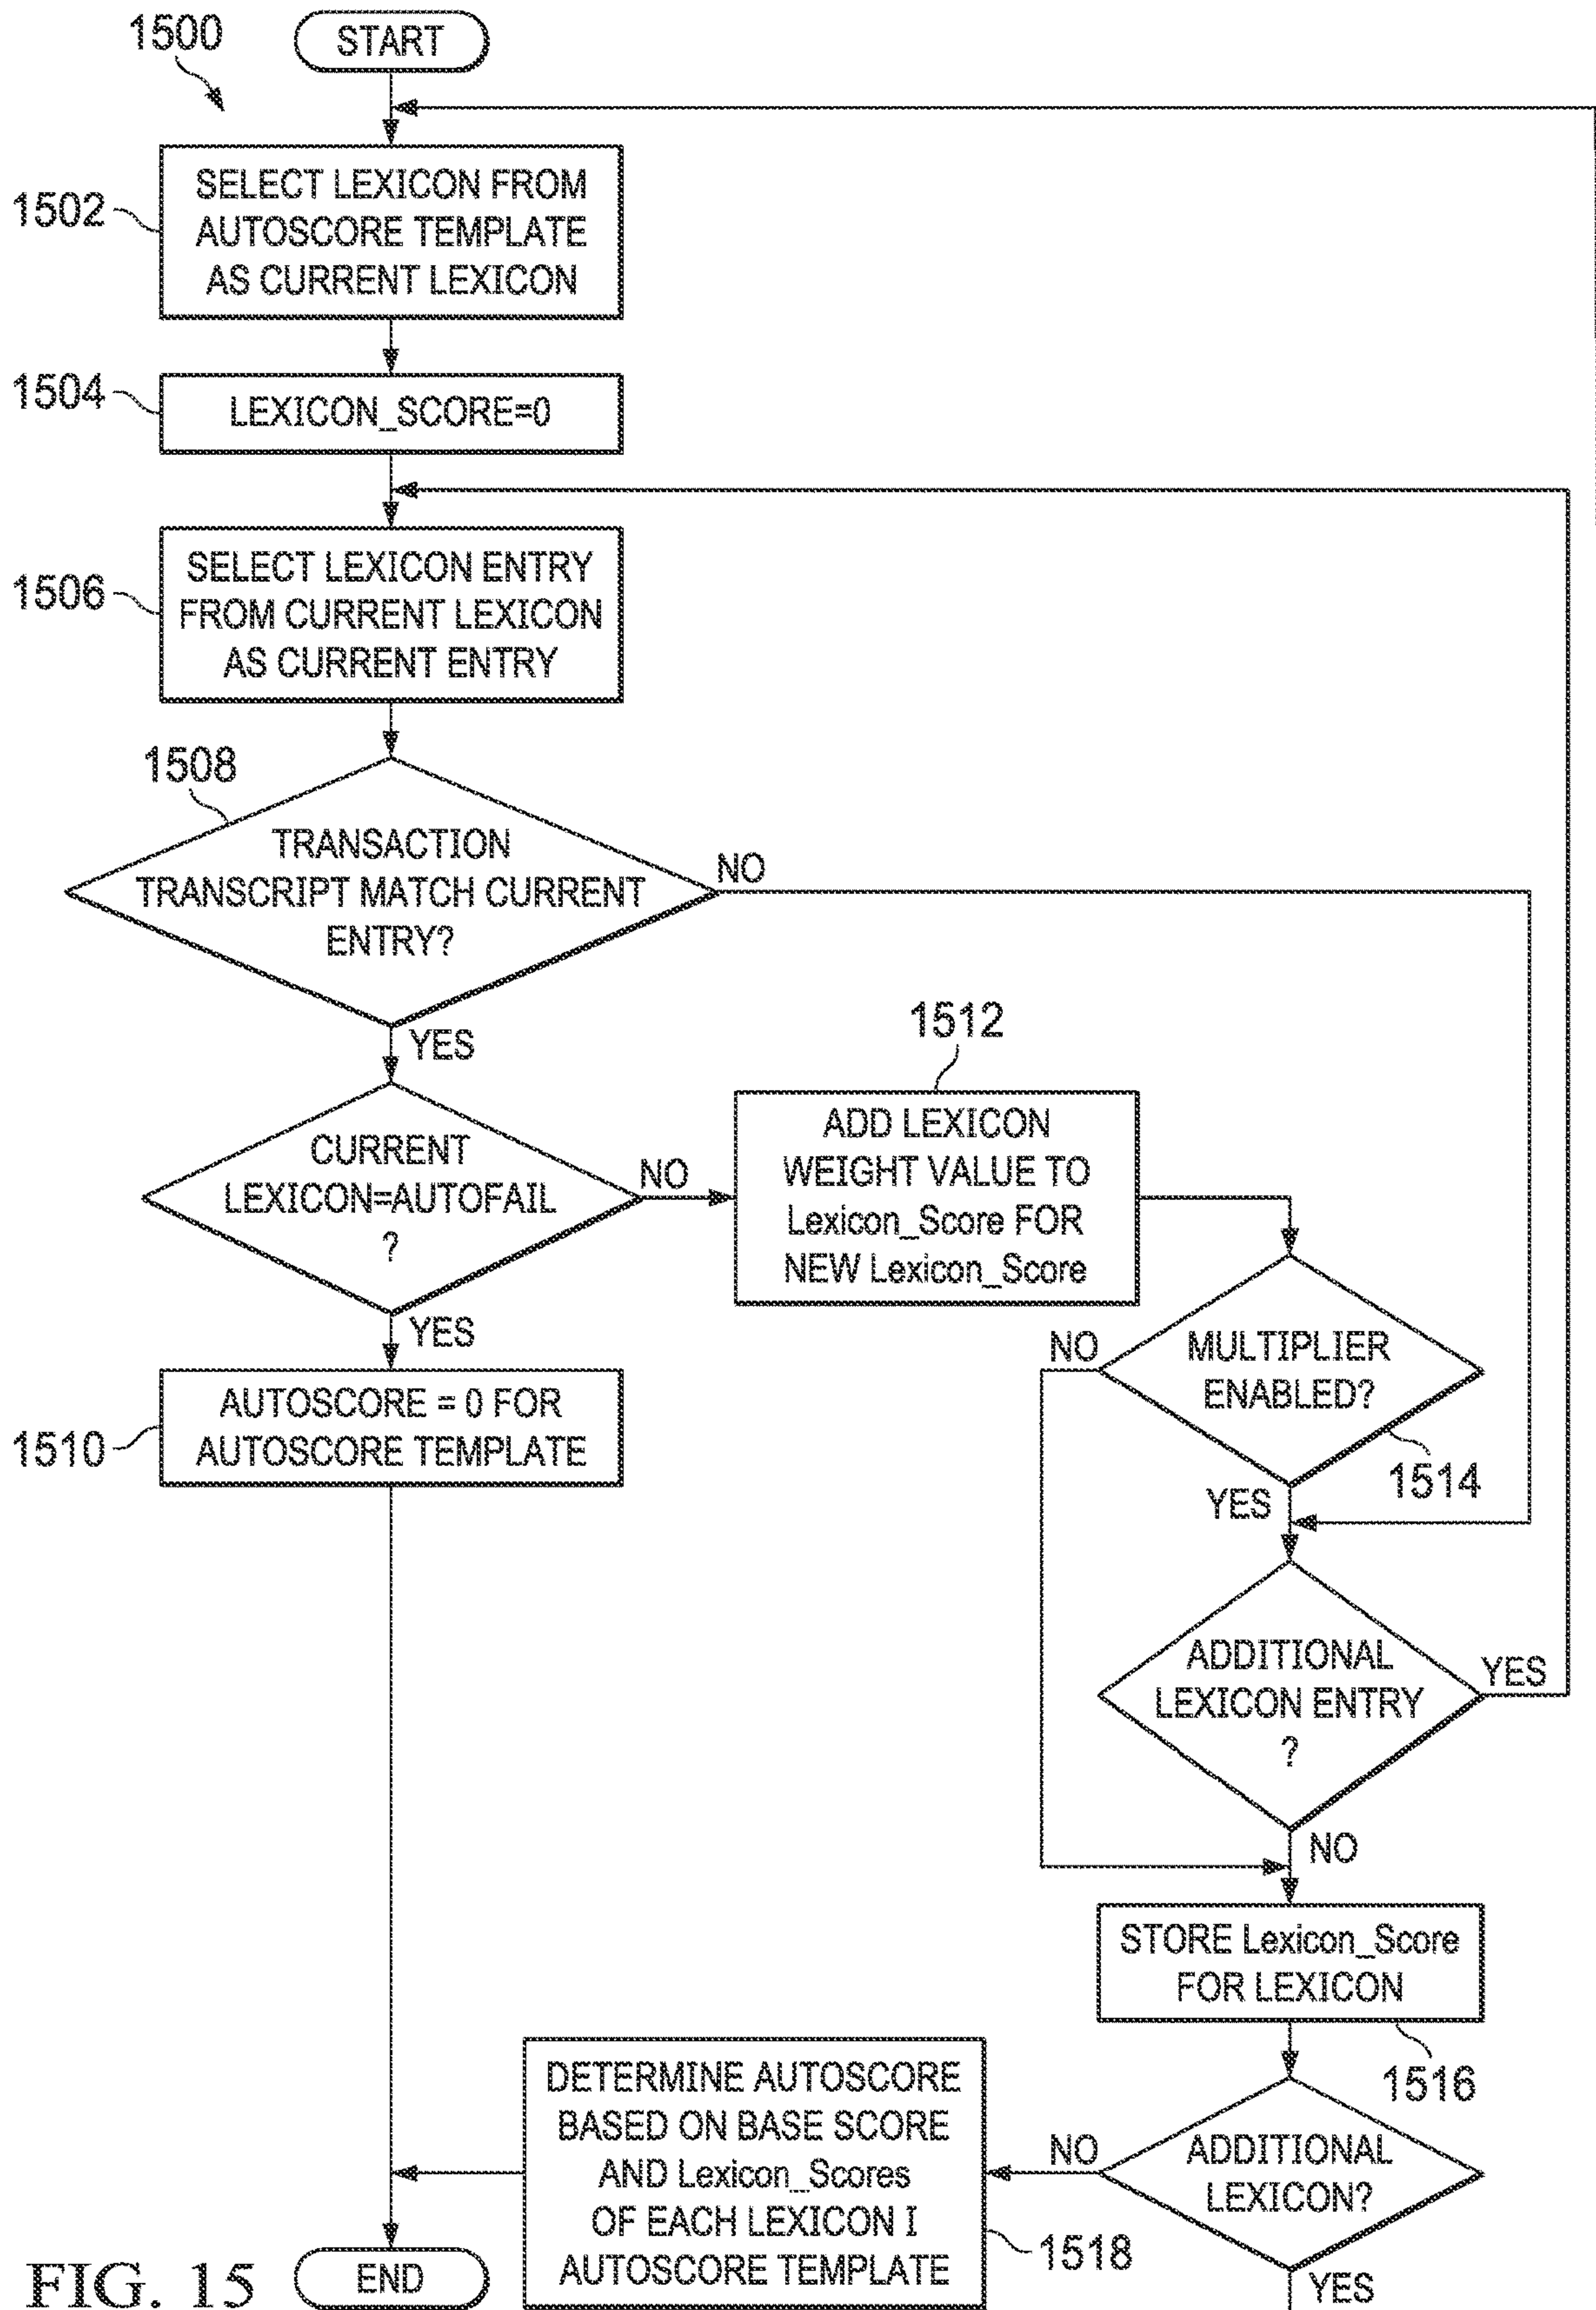 1500
START
1502
SELECT LEXICON FROM
AUTOSCORE TEMPLATE
AS CURRENT LEXICON
1504
LEXICON_SCORE=0
1506
SELECT LEXICON ENTRY
FROM CURRENT LEXICON
AS CURRENT ENTRY
1508
TRANSACTION
TRANSCRIPT MATCH CURRENT
ENTRY?
NO
YES
CURRENT
LEXICON=AUTOFAIL
?
NO
YES
1512
ADD LEXICON
WEIGHT VALUE TO
Lexicon_Score FOR
NEW Lexicon_Score
1510
AUTOSCORE = 0 FOR
AUTOSCORE TEMPLATE
NO
MULTIPLIER
ENABLED?
1514
YES
ADDITIONAL
LEXICON ENTRY
?
YES
NO
STORE Lexicon_Score
FOR LEXICON
1516
ADDITIONAL
LEXICON?
NO
YES
DETERMINE AUTOSCORE
BASED ON BASE SCORE
AND Lexicon_Scores
OF EACH LEXICON I
AUTOSCORE TEMPLATE
1518
END
FIG. 15